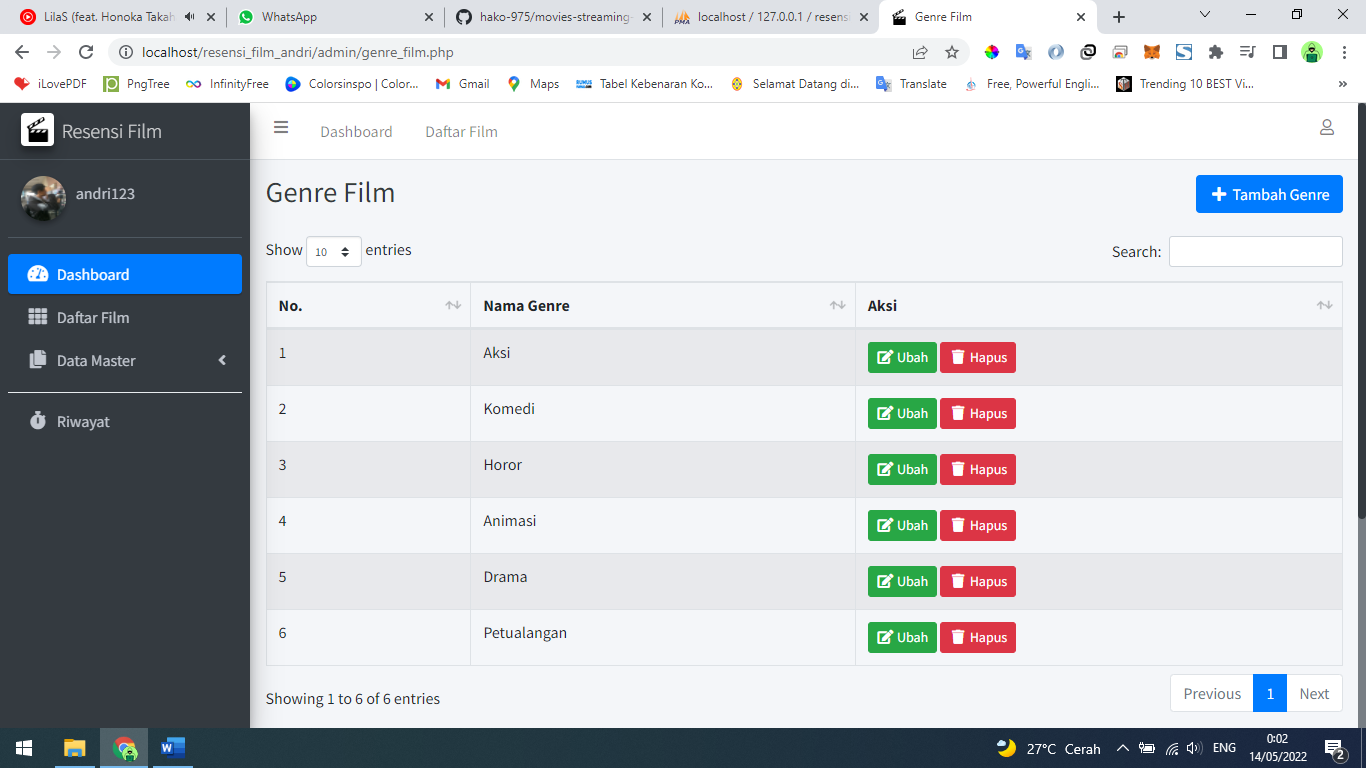 LilaS (feat. Honoka Takah
WhatsApp
hako-975/movies-streaming-
localhost / 127.0.0.1 / resensi
Genre Film
localhost/resensi_film_andri/admin/genre_film.php
iLovePDF
PngTree
InfinityFree
Colorsinspo | Color...
Gmail
Maps
Tabel Kebenaran Ko...
Selamat Datang di...
Translate
Free, Powerful Engli...
Trending 10 BEST Vi...
»
Resensi Film
Dashboard
Daftar Film
andri123
Dashboard
Daftar Film
Data Master
Riwayat
Genre Film
Tambah Genre
Show 10 entries
Search:
No. Nama Genre Aksi
1 Aksi Ubah Hapus
2 Komedi Ubah Hapus
3 Horor Ubah Hapus
4 Animasi Ubah Hapus
5 Drama Ubah Hapus
6 Petualangan Ubah Hapus
Showing 1 to 6 of 6 entries
Previous 1 Next
27°C Cerah
ENG
0:02
14/05/2022
2